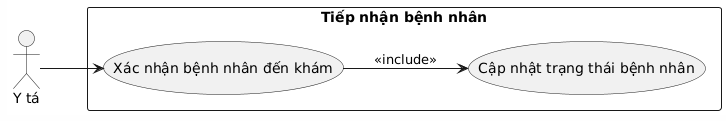 Tiếp nhận bệnh nhân
Y tá
Xác nhận bệnh nhân đến khám
«include»
Cập nhật trạng thái bệnh nhân